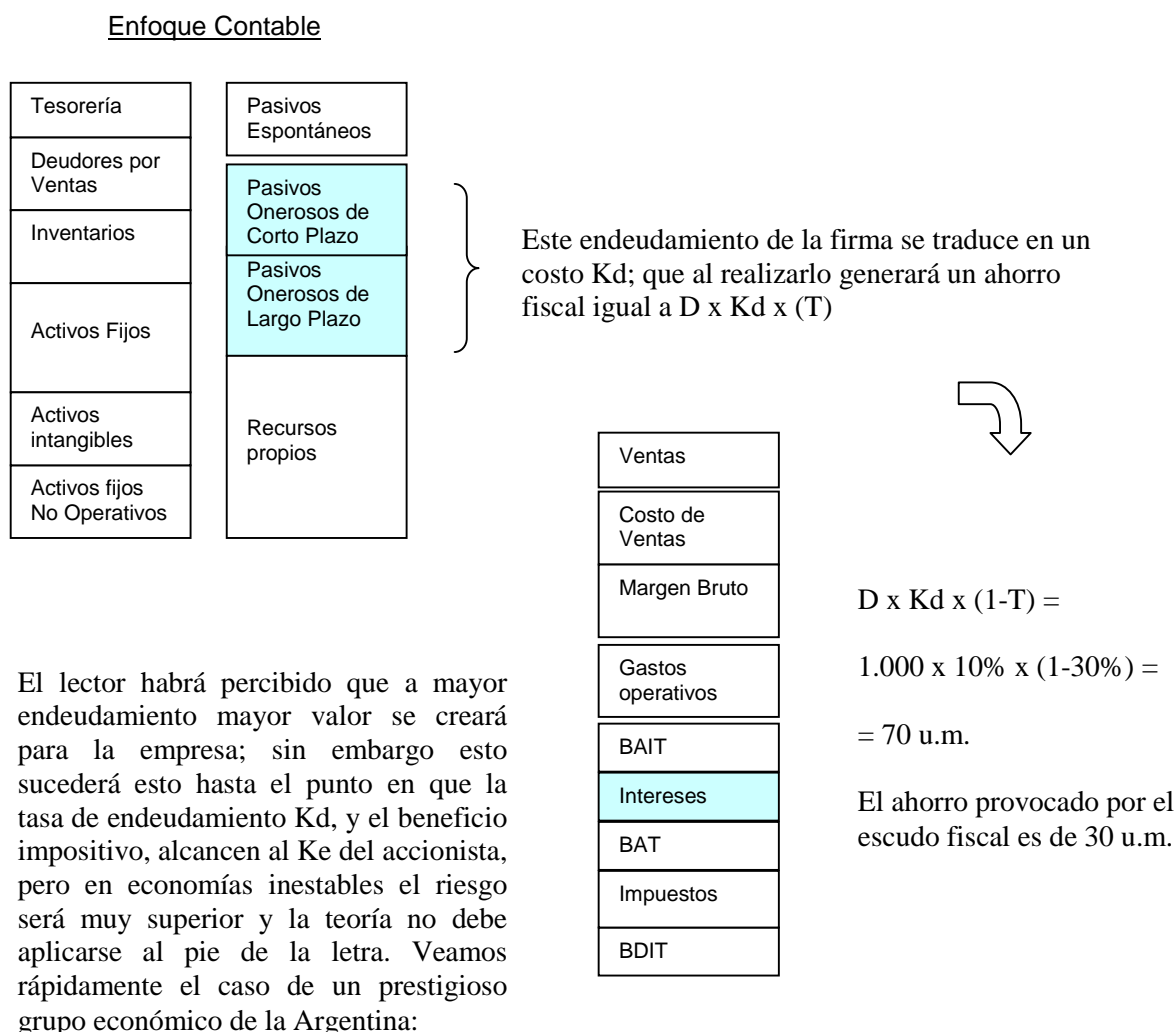 Enfoque Contable
Tesorería
Deudores por
Ventas
Inventarios
Activos Fijos
Activos
intangibles
Activos fijos
No Operativos
Pasivos
Espontáneos
Pasivos
Onerosos de
Corto Plazo
Pasivos
Onerosos de
Largo Plazo
Recursos
propios
Este endeudamiento de la firma se traduce en un
costo Kd; que al realizarlo generará un ahorro
fiscal igual a D x Kd x (T)
Ventas
Costo de
Ventas
Margen Bruto
Gastos
operativos
BAIT
Intereses
BAT
Impuestos
BDIT
D x Kd x (1-T) =
1.000 x 10% x (1-30%) =
= 70 u.m.
El ahorro provocado por el
escudo fiscal es de 30 u.m.
El lector habrá percibido que a mayor
endeudamiento mayor valor se creará
para la empresa; sin embargo esto
sucederá esto hasta el punto en que la
tasa de endeudamiento Kd, y el beneficio
impositivo, alcancen al Ke del accionista,
pero en economías inestables el riesgo
será muy superior y la teoría no debe
aplicarse al pie de la letra. Veamos
rápidamente el caso de un prestigioso
grupo económico de la Argentina: